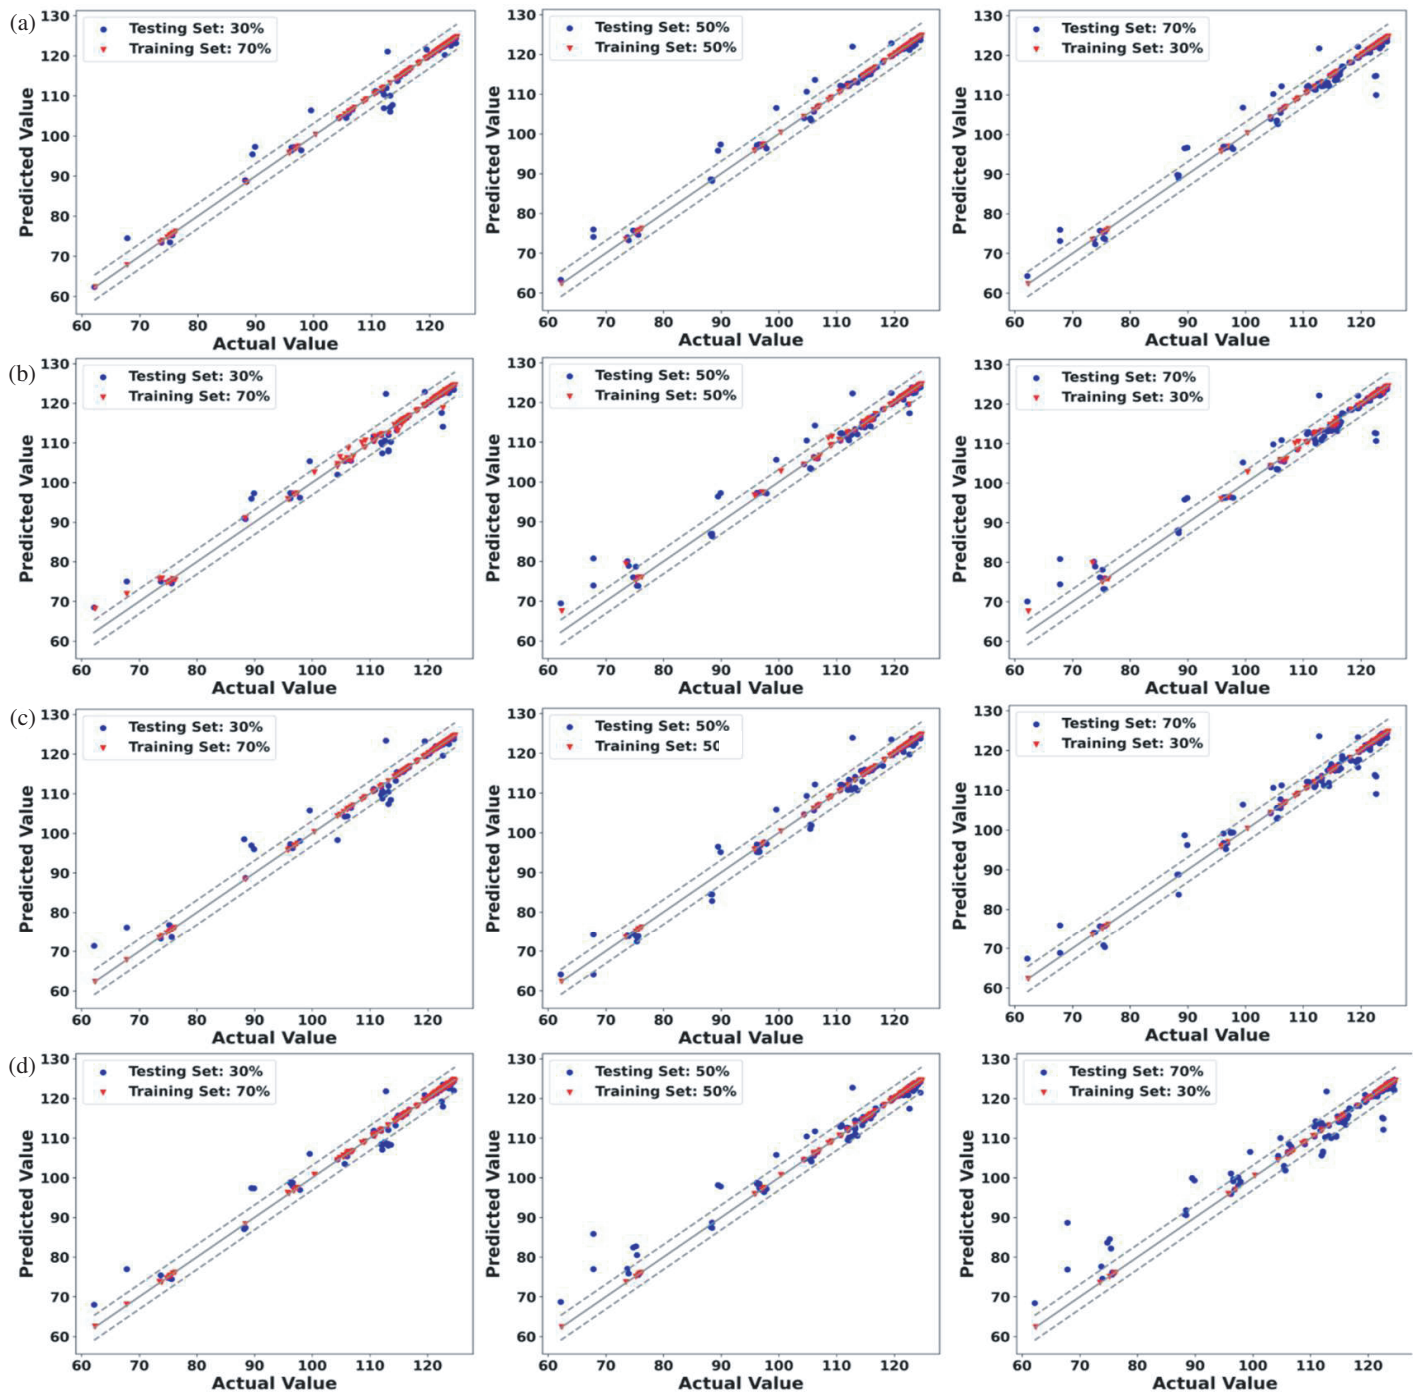 (a)
Testing Set: 30%
Training Set: 70%
Predicted Value
130
120
110
100
90
80
70
60
60 70 80 90 100 110 120
Actual Value
Testing Set: 50%
Training Set: 50%
Predicted Value
130
120
110
100
90
80
70
60
60 70 80 90 100 110 120
Actual Value
Testing Set: 70%
Training Set: 30%
Predicted Value
130
120
110
100
90
80
70
60
60 70 80 90 100 110 120
Actual Value
(b)
Testing Set: 30%
Training Set: 70%
Predicted Value
130
120
110
100
90
80
70
60
60 70 80 90 100 110 120
Actual Value
Testing Set: 50%
Training Set: 50%
Predicted Value
130
120
110
100
90
80
70
60
60 70 80 90 100 110 120
Actual Value
Testing Set: 70%
Training Set: 30%
Predicted Value
130
120
110
100
90
80
70
60
60 70 80 90 100 110 120
Actual Value
(c)
Testing Set: 30%
Training Set: 70%
Predicted Value
130
120
110
100
90
80
70
60
60 70 80 90 100 110 120
Actual Value
Testing Set: 50%
Training Set: 50
Predicted Value
130
120
110
100
90
80
70
60
60 70 80 90 100 110 120
Actual Value
Testing Set: 70%
Training Set: 30%
Predicted Value
130
120
110
100
90
80
70
60
60 70 80 90 100 110 120
Actual Value
(d)
Testing Set: 30%
Training Set: 70%
Predicted Value
130
120
110
100
90
80
70
60
60 70 80 90 100 110 120
Actual Value
Testing Set: 50%
Training Set: 50%
Predicted Value
130
120
110
100
90
80
70
60
60 70 80 90 100 110 120
Actual Value
Testing Set: 70%
Training Set: 30%
Predicted Value
130
120
110
100
90
80
70
60
60 70 80 90 100 110 120
Actual Value